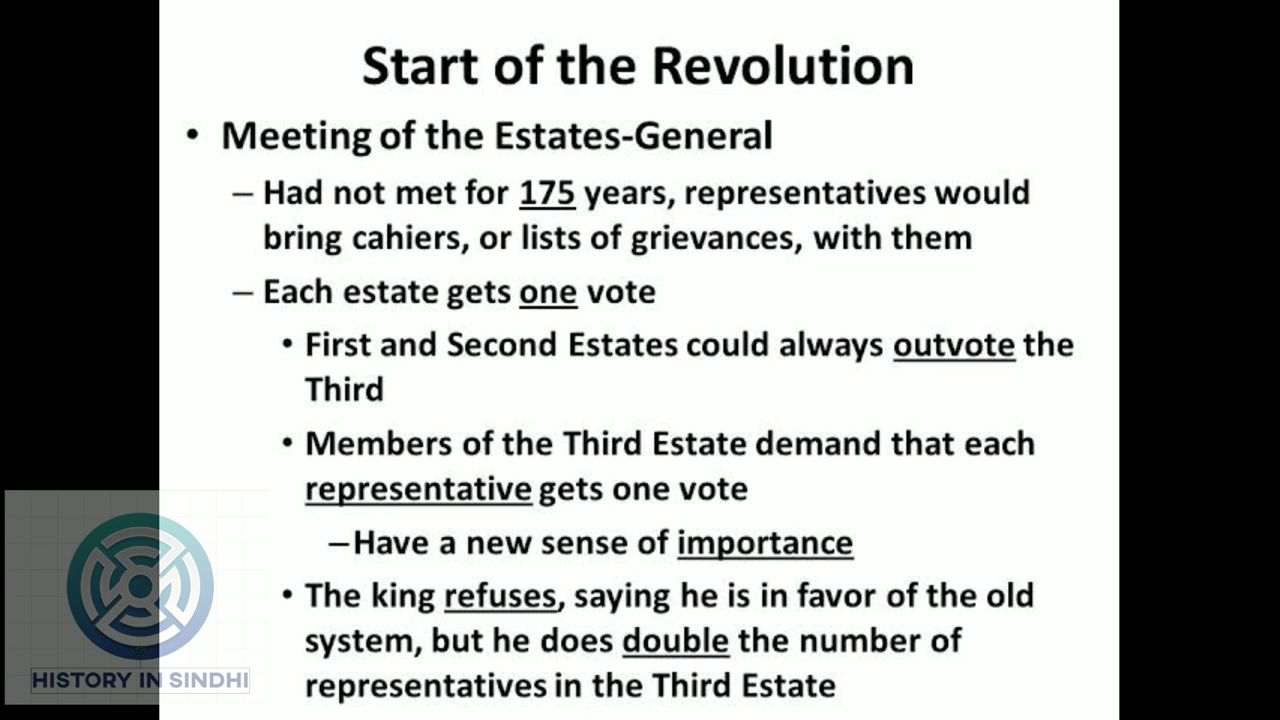 Start of the Revolution
• Meeting of the Estates-General
– Had not met for 175 years, representatives would
bring cahiers, or lists of grievances, with them
– Each estate gets one vote
• First and Second Estates could always outvote the
Third
• Members of the Third Estate demand that each
representative gets one vote
–Have a new sense of importance
• The king refuses, saying he is in favor of the old
system, but he does double the number of
representatives in the Third Estate
HISTORY IN SINDHI